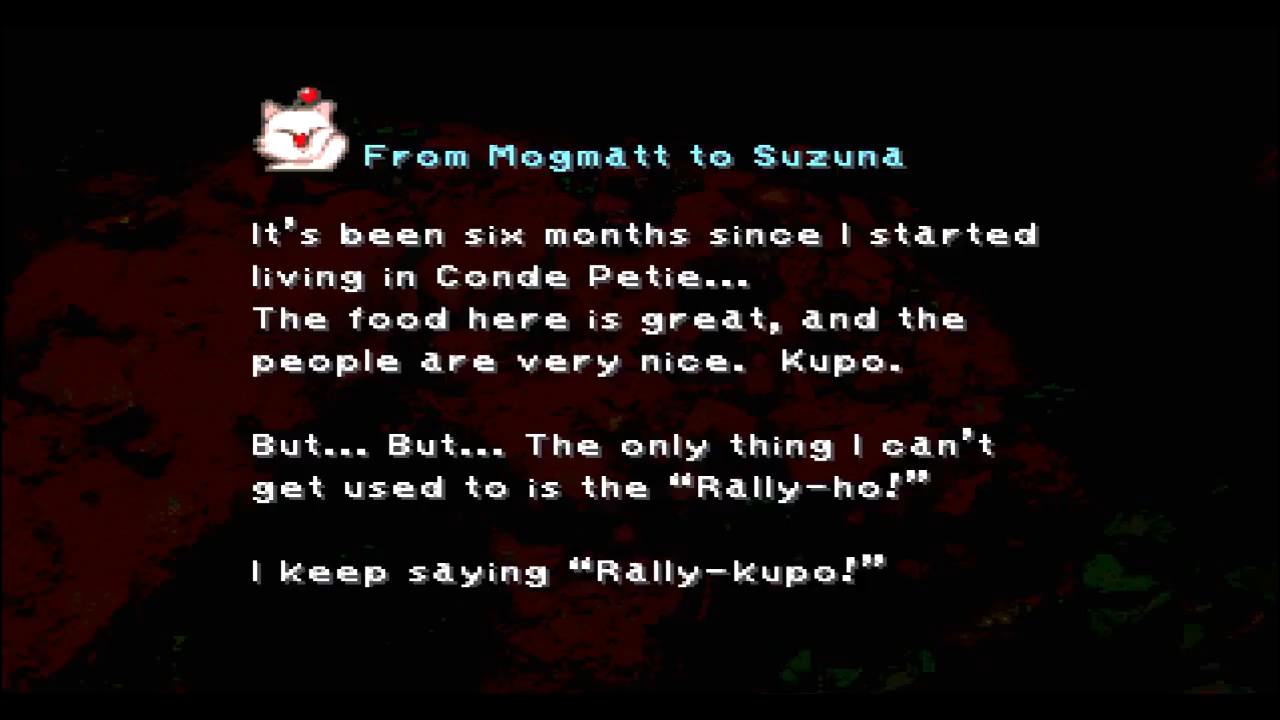 From Mogmatt to Suzuna
It's been six months since I started
living in Conde Petie...
The food here is great, and the
people are very nice.  Kupo.
But... But... The only thing I can't
get used to is the “Rally-ho!”
I keep saying “Rally-kupo!”